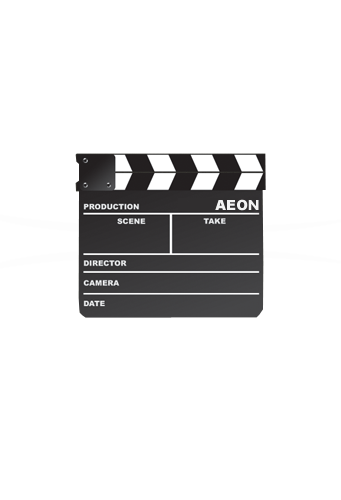 PRODUCTION AEON
SCENE TAKE
DIRECTOR
CAMERA
DATE